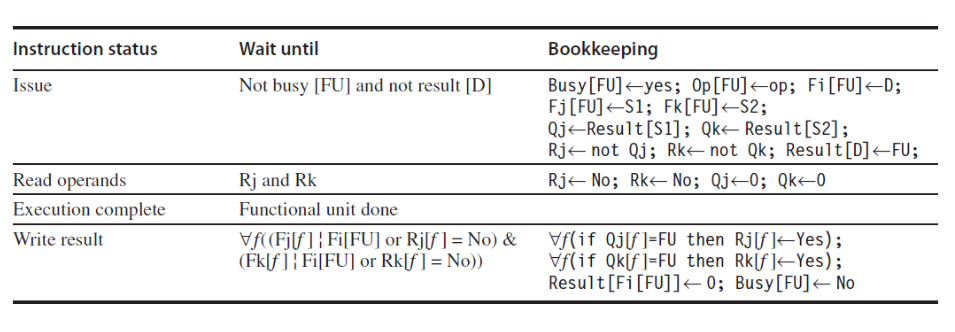 Instruction status Wait until Bookkeeping
Issue Not busy [FU] and not result [D] Busy[FU]←yes; Op[FU]←op; Fi[FU]←D;
Fj[FU]←S1; Fk[FU]←S2;
Qj←Result[S1]; Qk← Result[S2];
Rj← not Qj; Rk← not Qk; Result[D]←FU;
Read operands Rj and Rk Rj← No; Rk← No; Qj←0; Qk←0
Execution complete Functional unit done
Write result ∀f((Fj[f] ¦ Fi[FU] or Rj[f] = No) & ∀f(if Qj[f]=FU then Rj[f]←Yes);
(Fk[f] ¦ Fi[FU] or Rk[f] = No)) ∀f(if Qk[f]=FU then Rk[f]←Yes);
Result[Fi[FU]]← 0; Busy[FU]← No